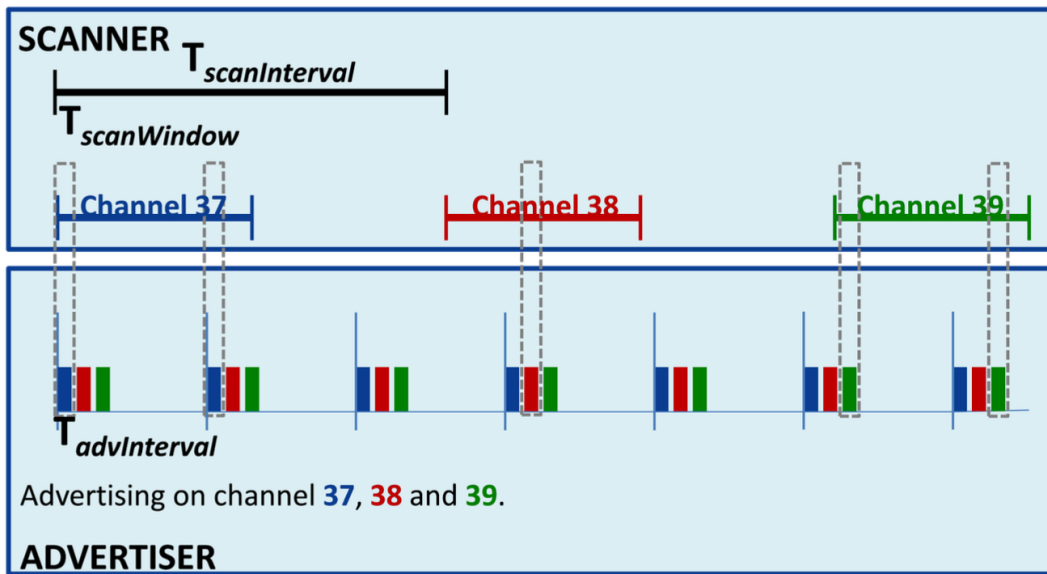 SCANNER
TscanInterval
TscanWindow
Channel 37 Channel 38 Channel 39
TadvInterval
Advertising on channel 37, 38 and 39.
ADVERTISER